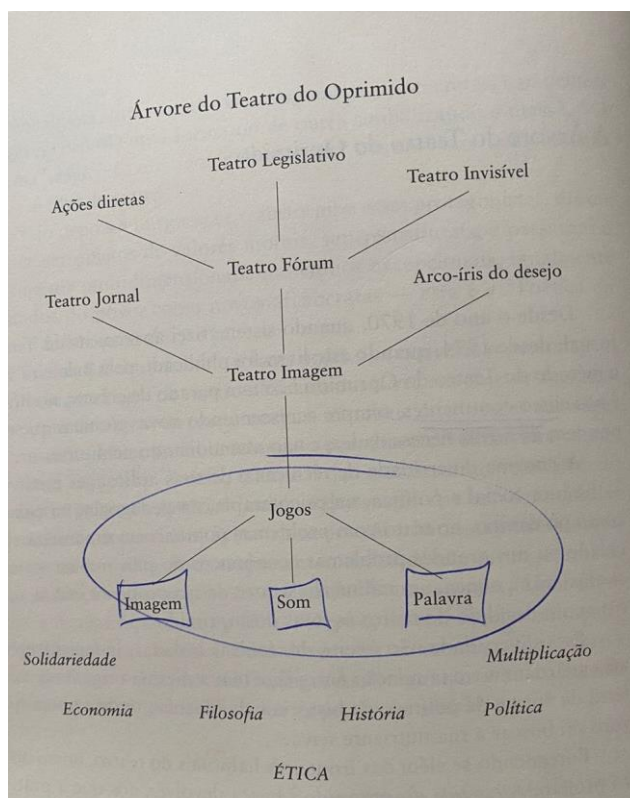 Árvore do Teatro do Oprimido
Teatro Legislativo
Teatro Invisível
Ações diretas
Teatro Fórum
Arco-íris do desejo
Teatro Jornal
Teatro Imagem
Jogos
Imagem
Som
Palavra
Solidariedade
Multiplicação
Economia
Filosofia
História
Política
ÉTICA